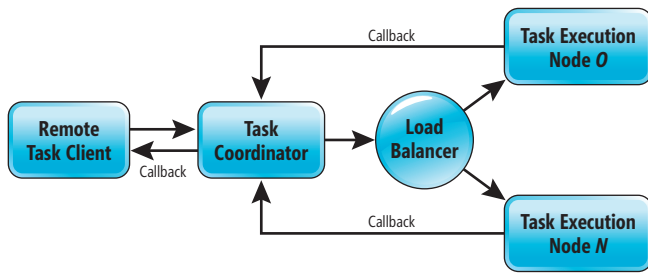 Callback
Task Execution
Node O
Remote
Task Client
Task
Coordinator
Load
Balancer
Callback
Callback
Task Execution
Node N